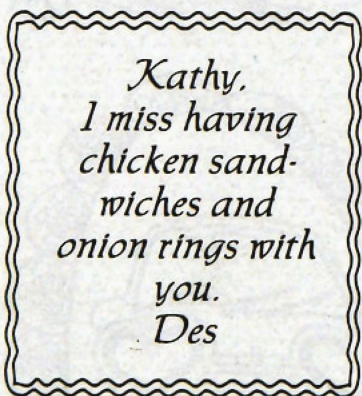 Kathy,
I miss having
chicken sand-
wiches and
onion rings with
you.
Des